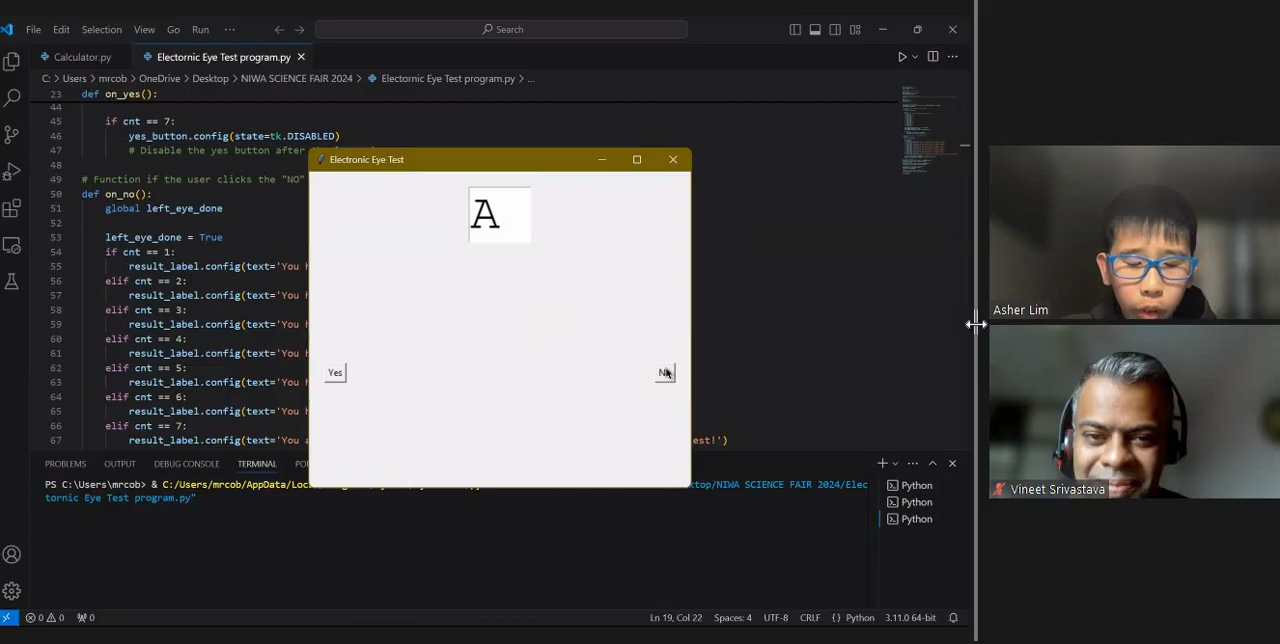 File Edit Selection View Go Run ··· Search
Calculator.py Electornic Eye Test program.py
C: > Users > mrcob > OneDrive > Desktop > NIWA SCIENCE FAIR 2024 > Electornic Eye Test program.py > ...
23 def on_yes():
44
45 if cnt == 7:
46 yes_button.config(state=tk.DISABLED)
47 # Disable the yes button after
48
49 # Function if the user clicks the "NO"
50 def on_no():
51 global left_eye_done
52
53 left_eye_done = True
54 if cnt == 1:
55 result_label.config(text='You h
56 elif cnt == 2:
57 result_label.config(text='You h
58 elif cnt == 3:
59 result_label.config(text='You h
60 elif cnt == 4:
61 result_label.config(text='You h
62 elif cnt == 5:
63 result_label.config(text='You h
64 elif cnt == 6:
65 result_label.config(text='You h
66 elif cnt == 7:
67 result_label.config(text='You a est!')
Electronic Eye Test
A
Yes
PROBLEMS OUTPUT DEBUG CONSOLE TERMINAL PO
PS C:\Users\mrcob> & C:/Users/mrcob/AppData/Loc ktop/NIWA SCIENCE FAIR 2024/Elec
tornic Eye Test program.py"
Python
Python
Python
0 0 0 Ln 19, Col 22 Spaces: 4 UTF-8 CRLF {} Python 3.11.0 64-bit
Asher Lim
Vineet Srivastava